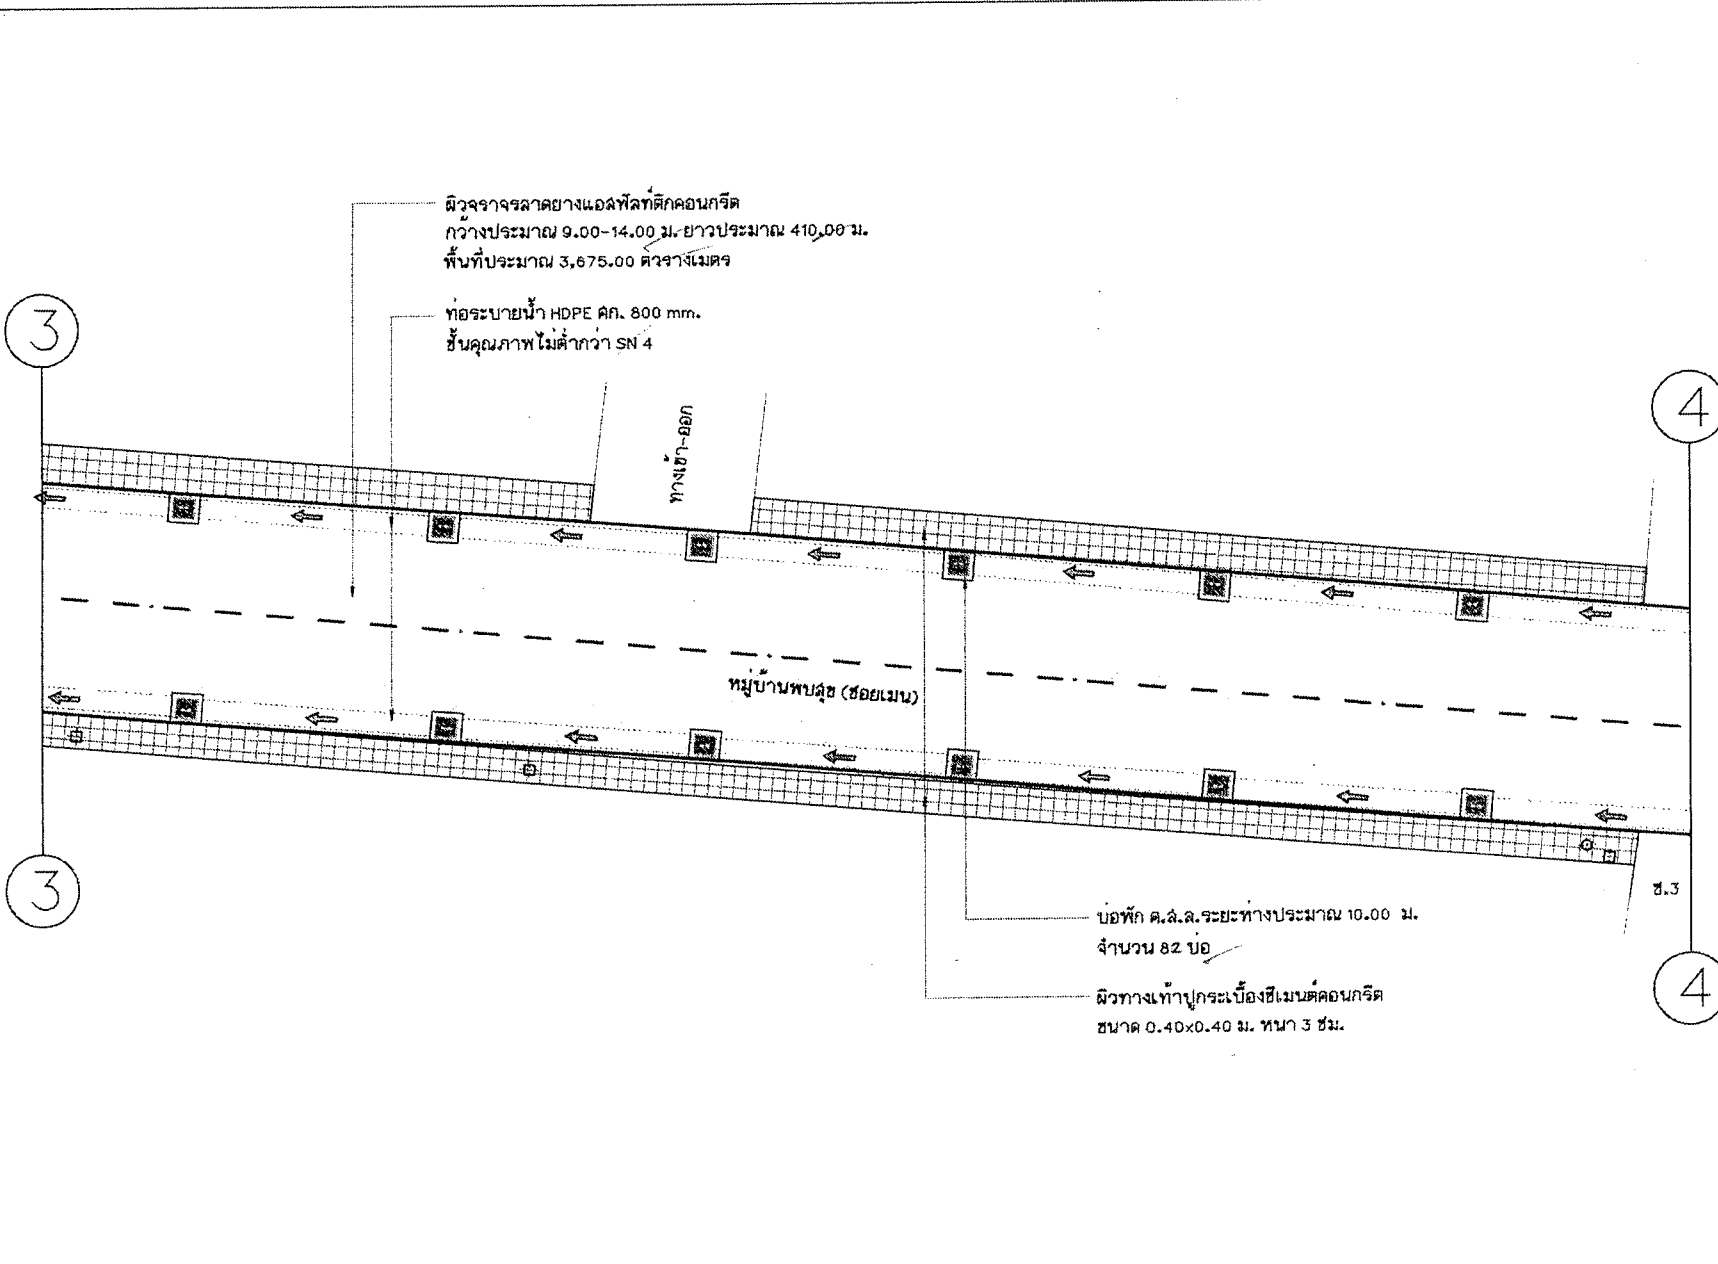 ผิวจราจรลาดยางแอสฟัลท์ติกคอนกรีต
กว้างประมาณ 9.00-14.00 ม. ยาวประมาณ 410.00 ม.
พื้นที่ประมาณ 3,675.00 ตารางเมตร
ท่อระบายน้ำ HDPE ศก. 800 mm.
ชั้นคุณภาพไม่ต่ำกว่า SN 4
3
4
ทางเข้า-ออก
หมู่บ้านพบสุข (ซอยเมน)
3
ซ.3
บ่อพัก ค.ส.ล.ระยะห่างประมาณ 10.00 ม.
จำนวน 82 บ่อ
4
ผิวทางเท้าปูกระเบื้องซีเมนต์คอนกรีต
ขนาด 0.40x0.40 ม. หนา 3 ซม.